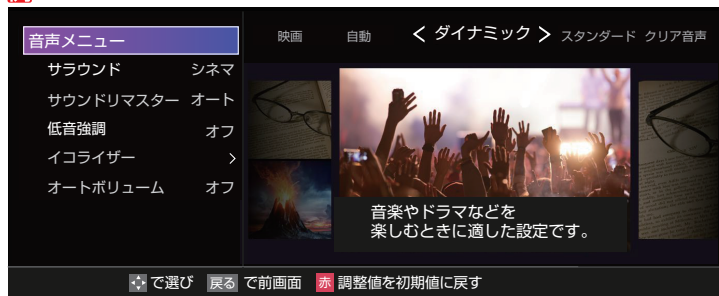 音声メニュー
サラウンド シネマ
サウンドリマスター オート
低音強調 オフ
イコライザー >
オートボリューム オフ
映画 自動 < ダイナミック > スタンダード クリア音声
音楽やドラマなどを
楽しむときに適した設定です。
で選び 戻る で前画面 赤 調整値を初期値に戻す